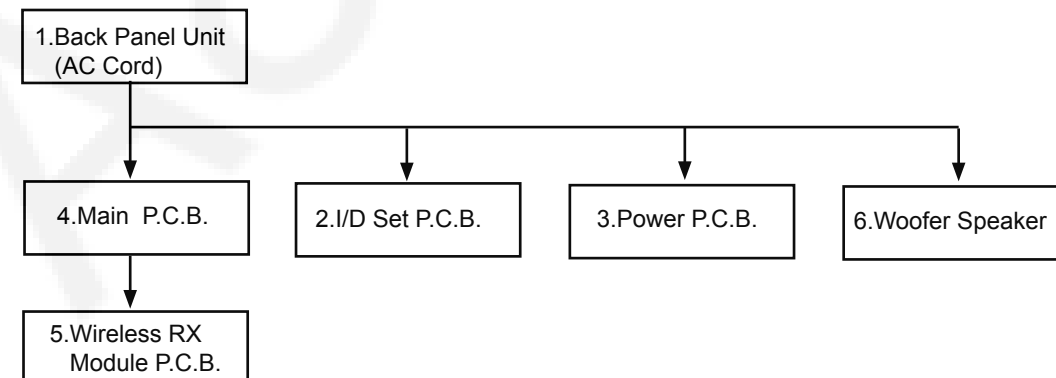 1.Back Panel Unit
(AC Cord)
4.Main P.C.B.
2.I/D Set P.C.B.
3.Power P.C.B.
6.Woofer Speaker
5.Wireless RX
Module P.C.B.